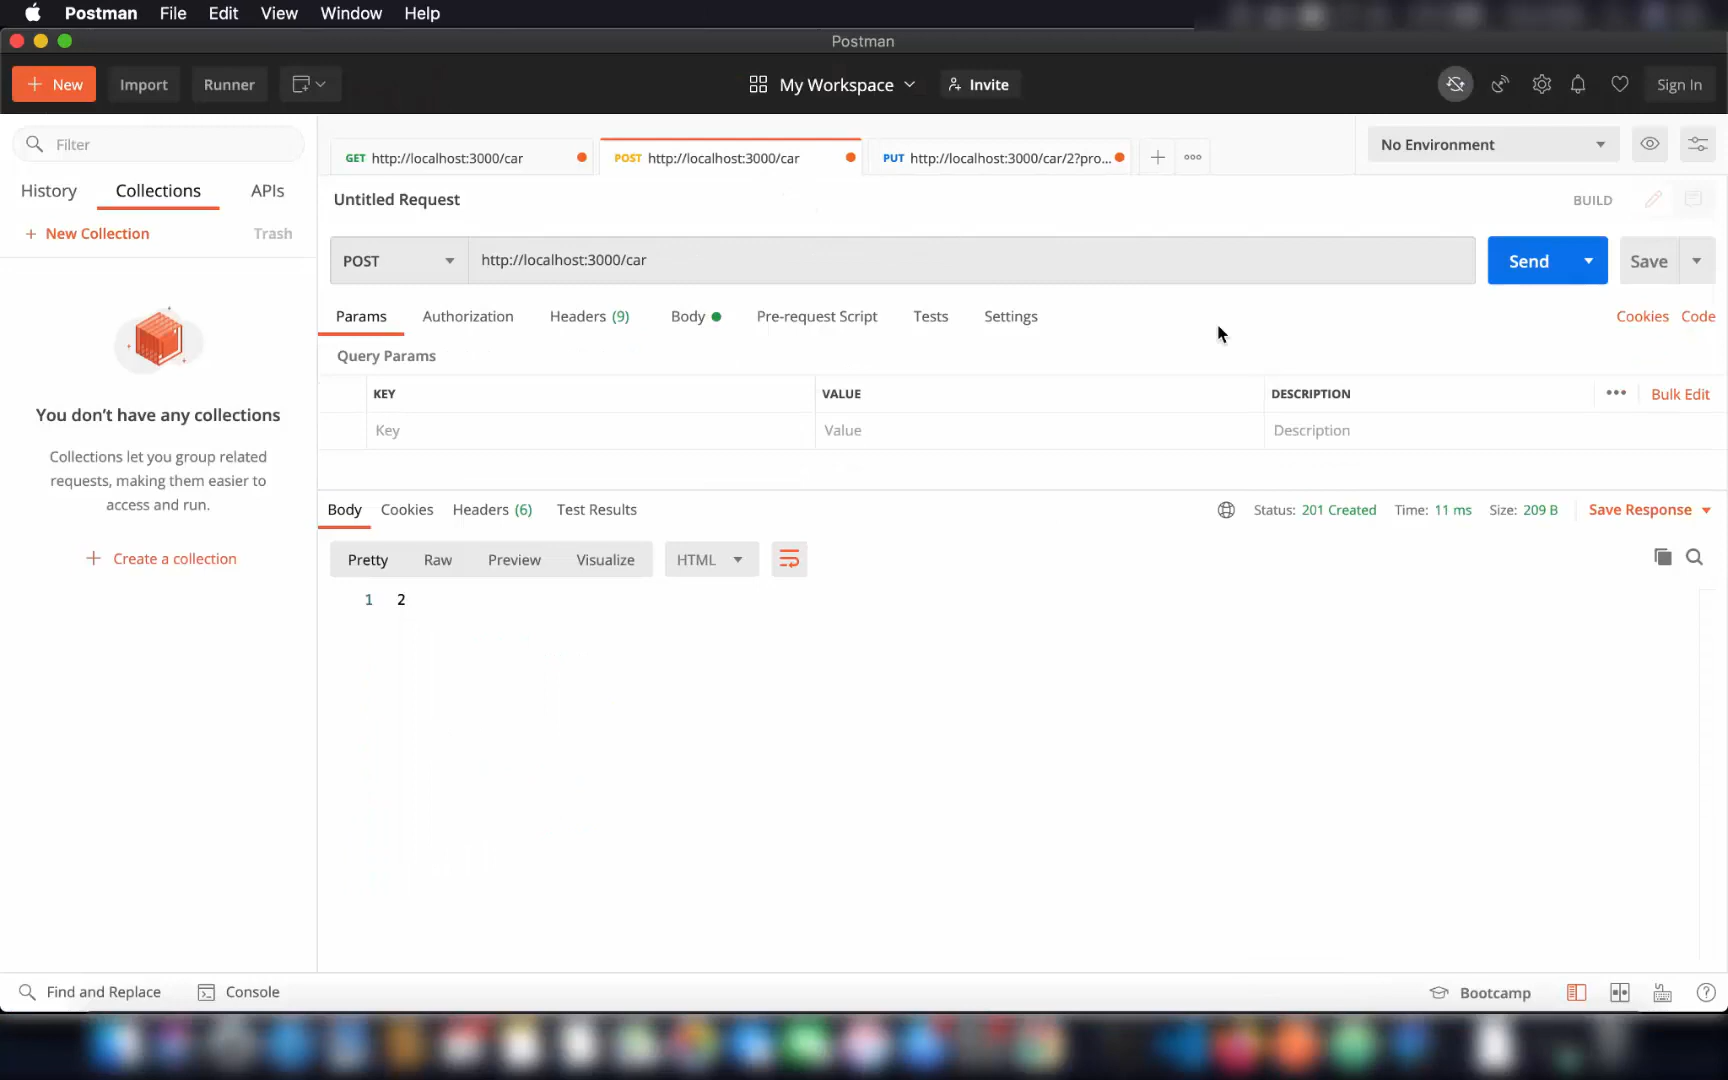 Postman File Edit View Window Help
Postman
+ New Import Runner My Workspace Invite Sign In
Filter
History Collections APIs
+ New Collection Trash
You don't have any collections
Collections let you group related
requests, making them easier to
access and run.
+ Create a collection
GET http://localhost:3000/car POST http://localhost:3000/car PUT http://localhost:3000/car/2?pro... + ooo No Environment
Untitled Request BUILD
POST http://localhost:3000/car Send Save
Params Authorization Headers (9) Body Pre-request Script Tests Settings Cookies Code
Query Params
KEY VALUE DESCRIPTION ••• Bulk Edit
Key Value Description
Body Cookies Headers (6) Test Results Status: 201 Created Time: 11 ms Size: 209 B Save Response
Pretty Raw Preview Visualize HTML
1 2
Find and Replace Console Bootcamp ?